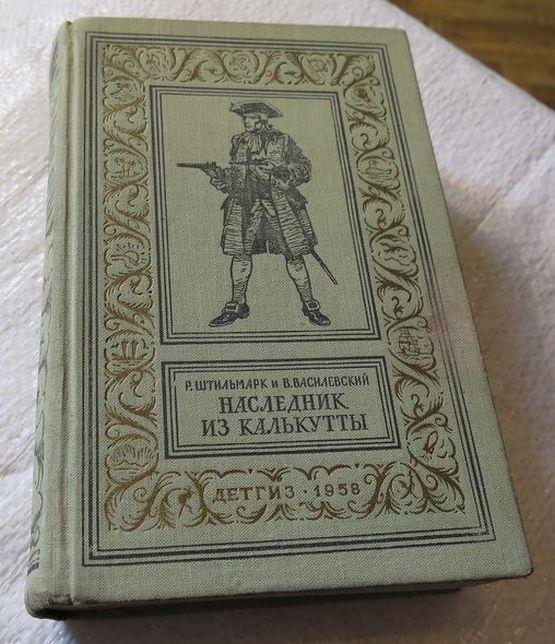 Р. ШТИЛЬМАРК И В. ВАСИЛЕВСКИЙ
НАСЛЕДНИК
ИЗ КАЛЬКУТТЫ
ДЕТГИЗ · 1958